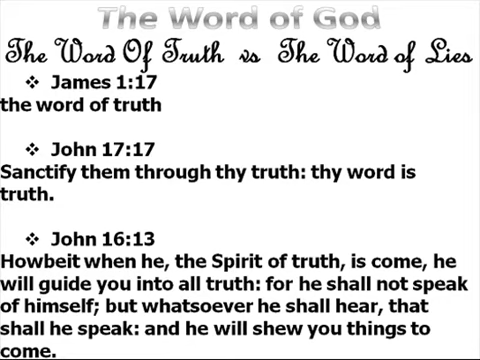 The Word of God
The Word Of Truth vs The Word of Lies
❖ James 1:17
the word of truth
❖ John 17:17
Sanctify them through thy truth: thy word is
truth.
❖ John 16:13
Howbeit when he, the Spirit of truth, is come, he
will guide you into all truth: for he shall not speak
of himself; but whatsoever he shall hear, that
shall he speak: and he will shew you things to
come.